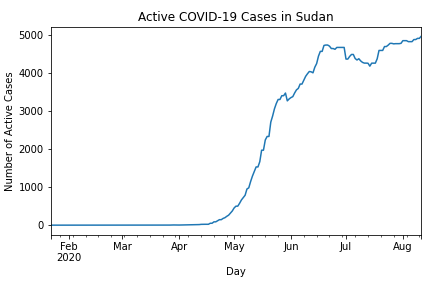 Active COVID-19 Cases in Sudan
Number of Active Cases
5000
4000
3000
2000
1000
0
Feb Mar Apr May Jun Jul Aug
2020
Day